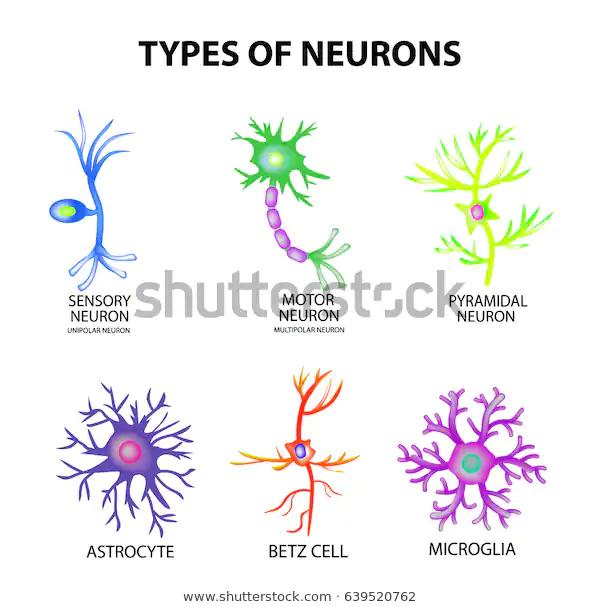 TYPES OF NEURONS
SENSORY
NEURON
UNIPOLAR NEURON
MOTOR
NEURON
MULTIPOLAR NEURON
PYRAMIDAL
NEURON
shutterstock
ASTROCYTE
BETZ CELL
MICROGLIA
www.shutterstock.com · 639520762